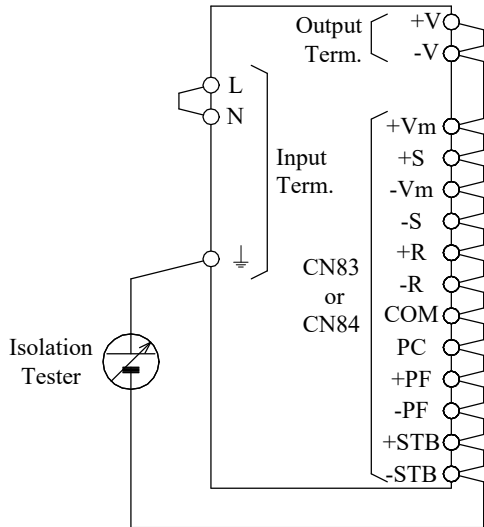 Output
Term.
+V
-V
L
N
Input
Term.
+Vm
+S
-Vm
-S
+R
-R
COM
PC
+PF
-PF
+STB
-STB
CN83
or
CN84
Isolation
Tester